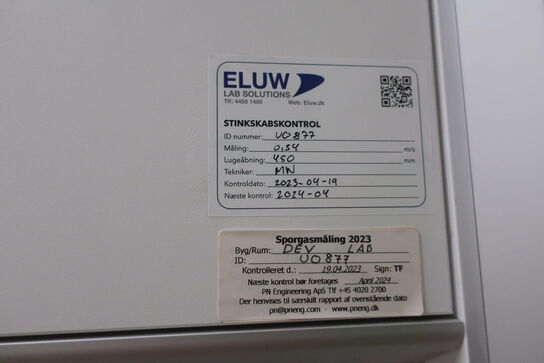 ELUW
LAB SOLUTIONS
Tlf: 4450 1450 Web: Eluw.dk
STINKSKABSKONTROL
ID nummer: UO877
Måling: 0,54 m/s
Lugeåbning: 450 mm
Tekniker: MN
Kontroldato: 2023-04-19
Næste kontrol: 2024-04
Sporgasmåling 2023
Byg/Rum: DEV LAB
ID: UO877
Kontrolleret d.: 19.04.2023 Sign: TF
Næste kontrol bør foretages April 2024
PN Engineering ApS Tlf +45 4020 2700
Der henvises til særskilt rapport af ovenstående dato
pn@pneng.com - www.pneng.dk